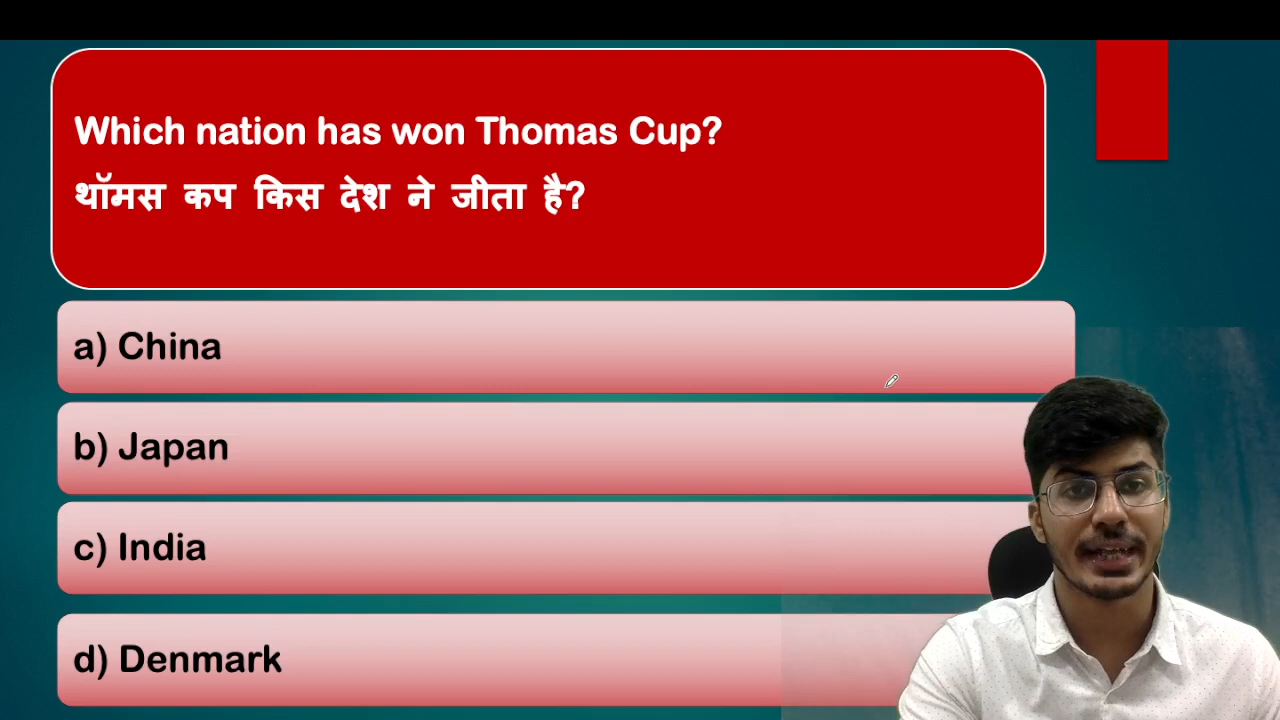 Which nation has won Thomas Cup?
थॉमस कप किस देश ने जीता है?
a) China
b) Japan
c) India
d) Denmark